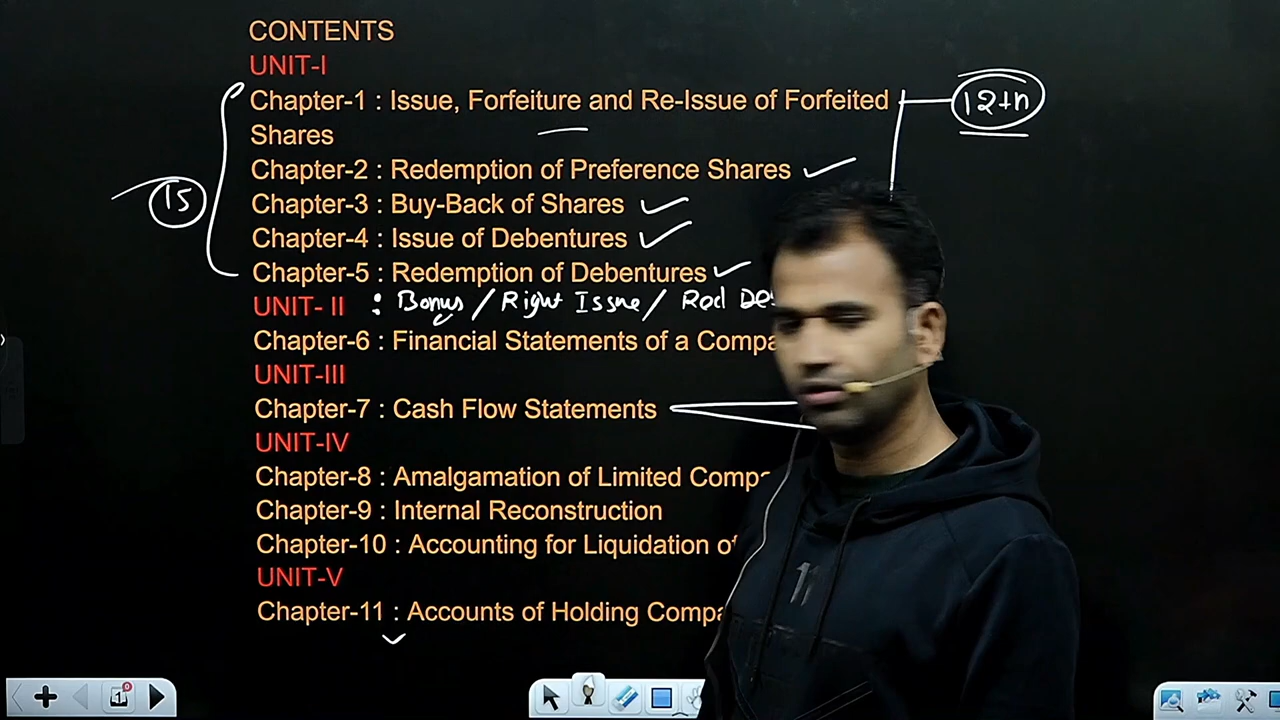 CONTENTS
UNIT-I
Chapter-1 : Issue, Forfeiture and Re-Issue of Forfeited
Shares
12+n
Chapter-2 : Redemption of Preference Shares
15
Chapter-3 : Buy-Back of Shares
Chapter-4 : Issue of Debentures
Chapter-5 : Redemption of Debentures
UNIT- II : Bonus / Right Issue / Red
Chapter-6 : Financial Statements of a
UNIT-III
Chapter-7 : Cash Flow Statements
UNIT-IV
Chapter-8 : Amalgamation of Limited
Chapter-9 : Internal Reconstruction
Chapter-10 : Accounting for Liquidation of
UNIT-V
Chapter-11 : Accounts of Holding